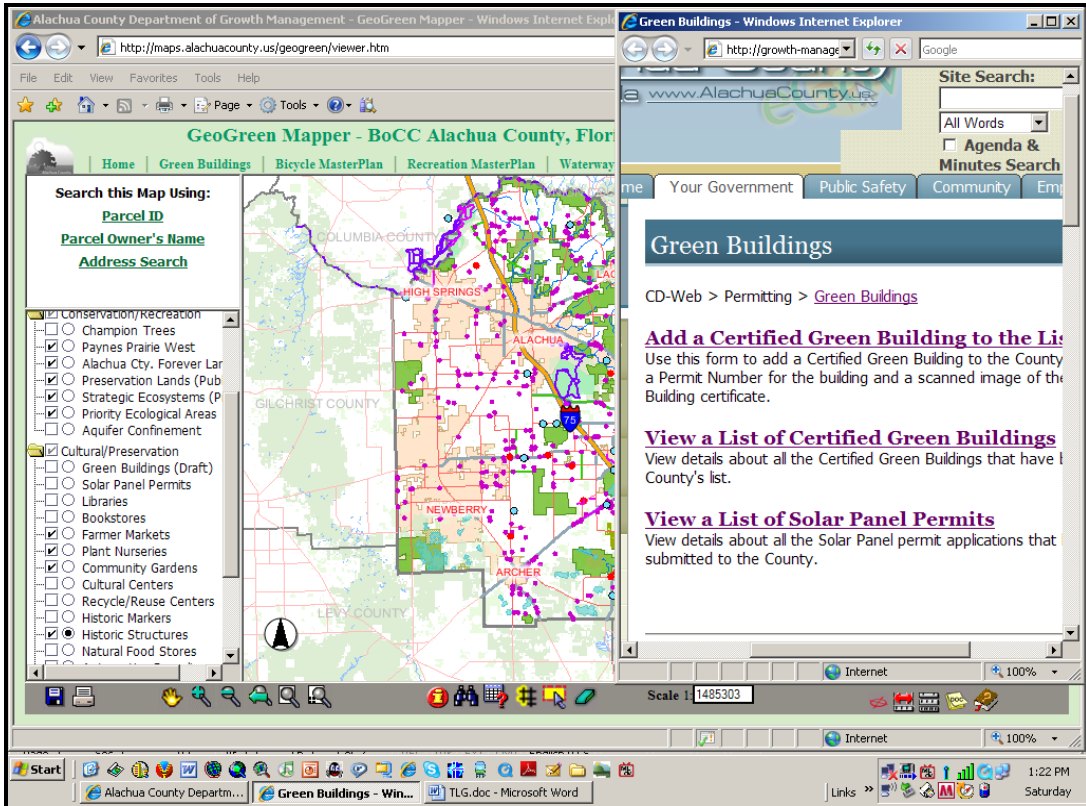 Alachua County Department of Growth Management - GeoGreen Mapper - Windows Internet Expl
http://maps.alachuacounty.us/geogreen/viewer.htm
File Edit View Favorites Tools Help
Page Tools
GeoGreen Mapper - BoCC Alachua County, Flori
Home | Green Buildings | Bicycle MasterPlan | Recreation MasterPlan | Waterway
Search this Map Using:
Parcel ID
Parcel Owner's Name
Address Search
Conservation/Recreation
Champion Trees
Paynes Prairie West
Alachua Cty. Forever Lar
Preservation Lands (Pub
Strategic Ecosystems (P
Priority Ecological Areas
Aquifer Confinement
Cultural/Preservation
Green Buildings (Draft)
Solar Panel Permits
Libraries
Bookstores
Farmer Markets
Plant Nurseries
Community Gardens
Cultural Centers
Recycle/Reuse Centers
Historic Markers
Historic Structures
Natural Food Stores
COLUMBIA COUNTY
HIGH SPRINGS
LAC
ALACHUA
GILCHRIST COUNTY
75
NEWBERRY
ARCHER
LEVY COUNTY
Scale 1: 1485303
Internet 100%
Green Buildings - Windows Internet Explorer
http://growth-manage
Google
www.AlachuaCounty.us
Site Search:
All Words
Agenda &
Minutes Search
me Your Government Public Safety Community Emp
Green Buildings
CD-Web > Permitting > Green Buildings
Add a Certified Green Building to the Lis
Use this form to add a Certified Green Building to the County
a Permit Number for the building and a scanned image of the
Building certificate.
View a List of Certified Green Buildings
View details about all the Certified Green Buildings that have b
County's list.
View a List of Solar Panel Permits
View details about all the Solar Panel permit applications that
submitted to the County.
Internet 100%
Start
Alachua County Departm... Green Buildings - Win... TLG.doc - Microsoft Word
Links » 1:22 PM
Saturday